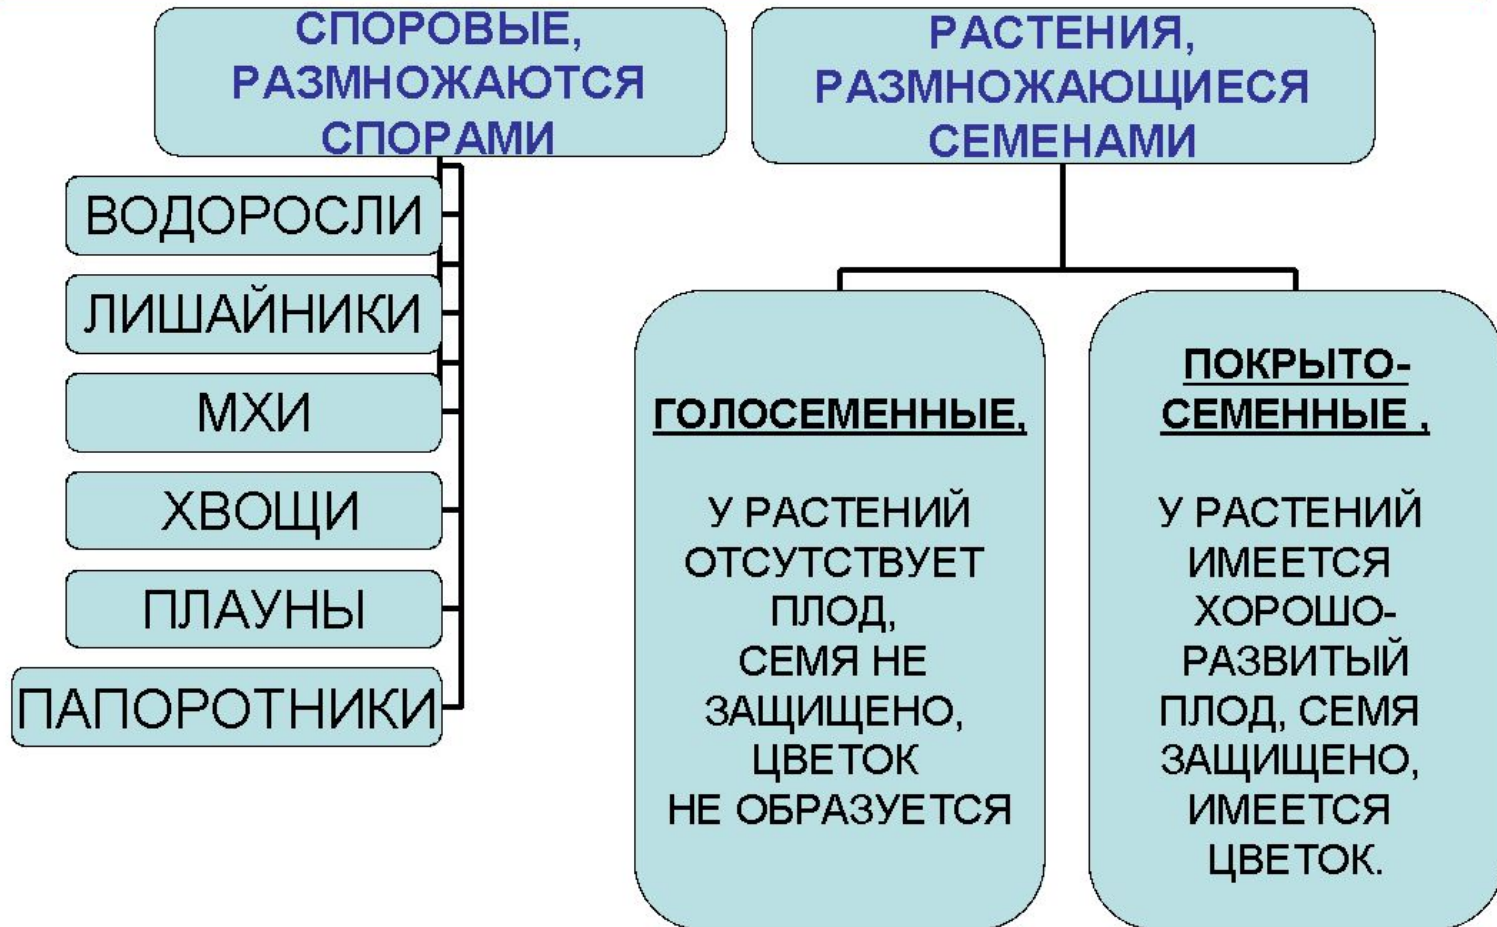 СПОРОВЫЕ,
РАЗМНОЖАЮТСЯ
СПОРАМИ
ВОДОРОСЛИ
ЛИШАЙНИКИ
МХИ
ХВОЩИ
ПЛАУНЫ
ПАПОРОТНИКИ
РАСТЕНИЯ,
РАЗМНОЖАЮЩИЕСЯ
СЕМЕНАМИ
ГОЛОСЕМЕННЫЕ,
У РАСТЕНИЙ
ОТСУТСТВУЕТ
ПЛОД,
СЕМЯ НЕ
ЗАЩИЩЕНО,
ЦВЕТОК
НЕ ОБРАЗУЕТСЯ
ПОКРЫТО-
СЕМЕННЫЕ ,
У РАСТЕНИЙ
ИМЕЕТСЯ
ХОРОШО-
РАЗВИТЫЙ
ПЛОД, СЕМЯ
ЗАЩИЩЕНО,
ИМЕЕТСЯ
ЦВЕТОК.